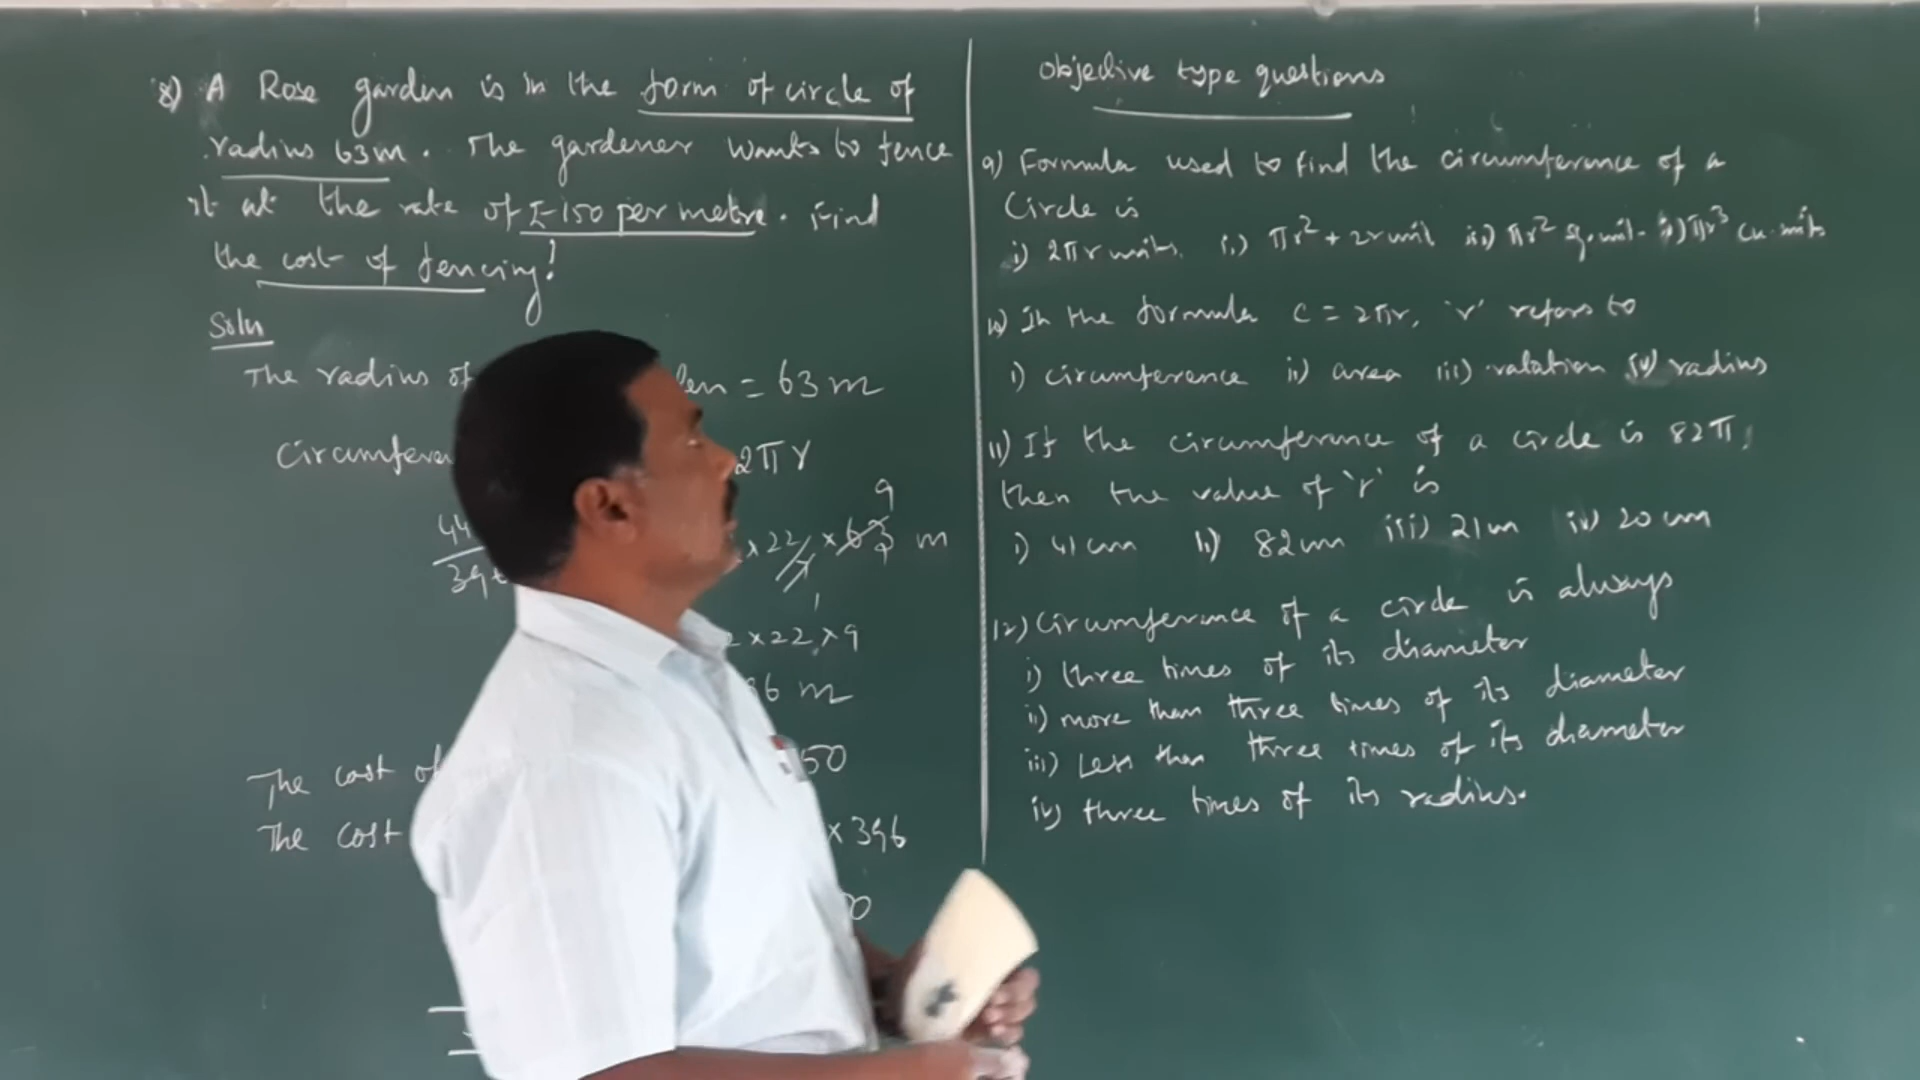 8) A Rose garden is in the form of circle of
radius 63m. The gardener wants to fence
it at the rate of ₹-150 per metre. Find
the cost of fencing?
Soln
The radius of = 63 m
Circumferen 2πr
44
× 22 × 63 m
9
1
2 × 22 × 9
96 m
The cost of 50
The cost × 396
0
objective type questions
9) Formula used to find the circumference of a
Circle is
i) 2πr units. ii) πr² + 2r unit iii) πr² sq. unit. iv) πr³ cu. units
10) In the formula C = 2πr, 'r' refers to
i) circumference ii) area iii) ralation iv) radius
11) If the circumference of a circle is 82π,
then the value of 'r' is
i) 41 cm ii) 82 cm iii) 21 cm iv) 20 cm
12) Circumference of a circle is always
i) three times of its diameter
ii) more than three times of its diameter
iii) Less than three times of its diameter
iv) three times of its radius.